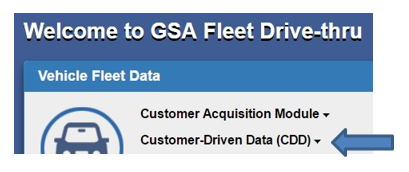 Welcome to GSA Fleet Drive-thru
Vehicle Fleet Data
Customer Acquisition Module
Customer-Driven Data (CDD)